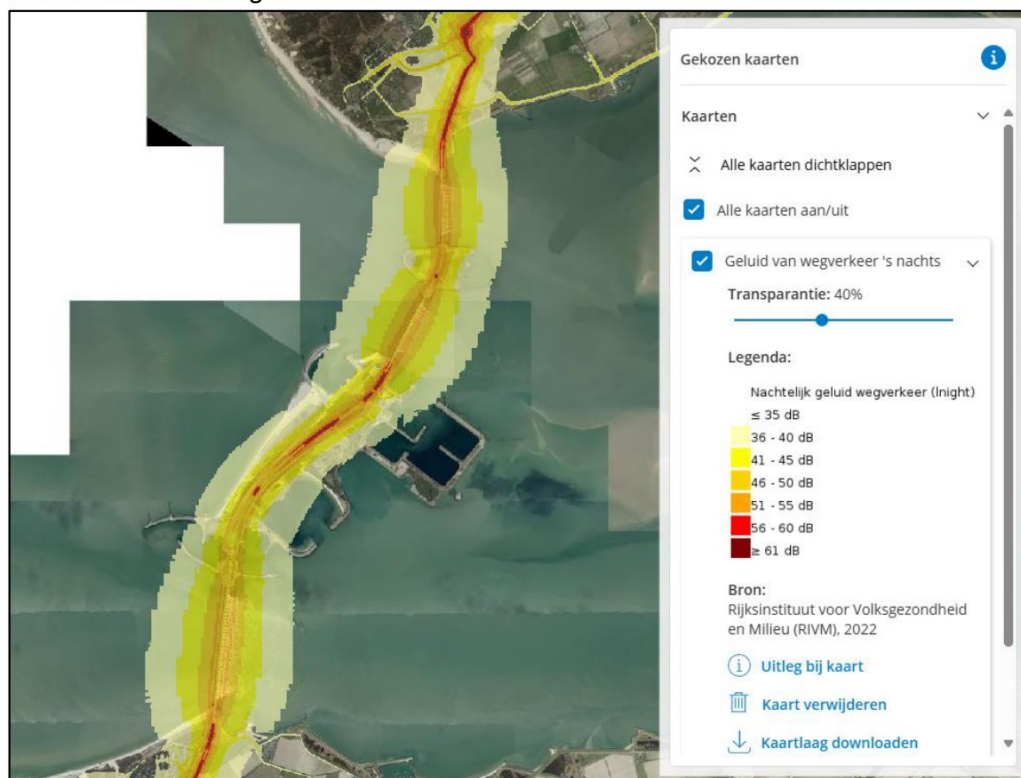 Gekozen kaarten
Kaarten
Alle kaarten dichtklappen
Alle kaarten aan/uit
Geluid van wegverkeer 's nachts
Transparantie: 40%
Legenda:
Nachtelijk geluid wegverkeer (lnight)
≤ 35 dB
36 - 40 dB
41 - 45 dB
46 - 50 dB
51 - 55 dB
56 - 60 dB
≥ 61 dB
Bron:
Rijksinstituut voor Volksgezondheid
en Milieu (RIVM), 2022
Uitleg bij kaart
Kaart verwijderen
Kaartlaag downloaden